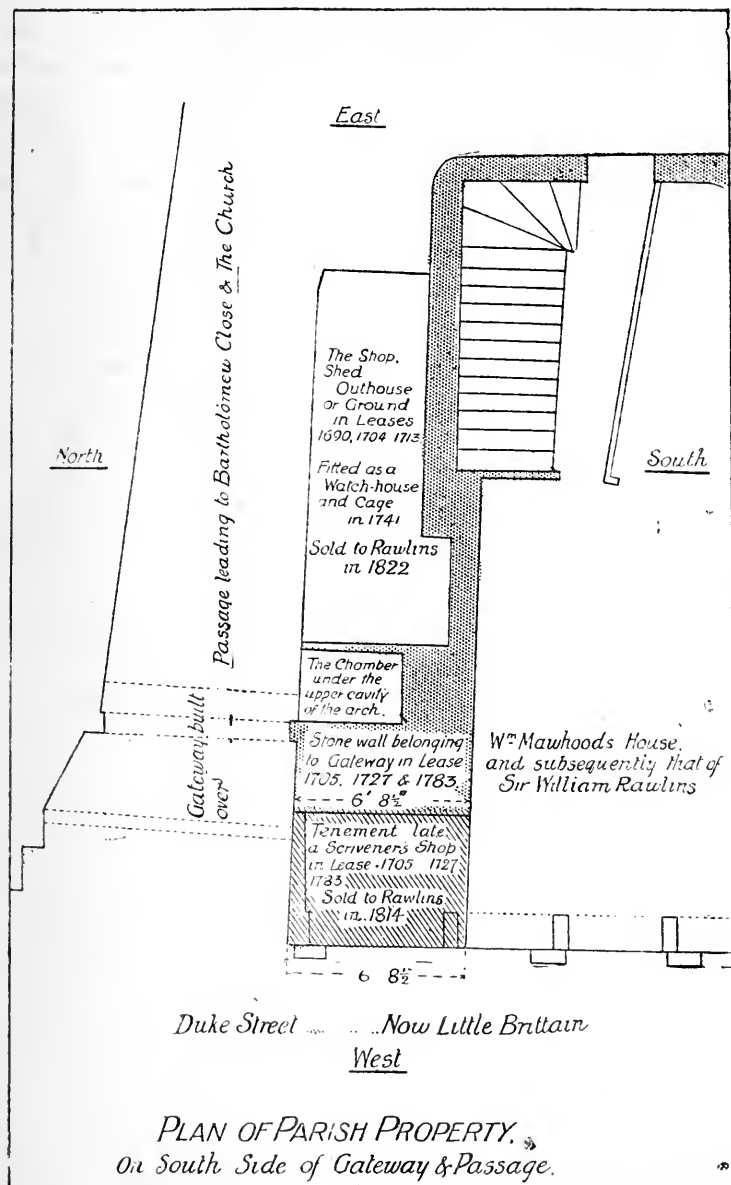 East
Passage leading to Bartholomew Close & The Church
North
The Shop.
Shed
Outhouse
or Ground
in Leases
1690, 1704 1713
Fitted as a
Watch-house
and Cage
in 1741
Sold to Rawlins
in 1822
South
The Chamber
under the
upper cavity
of the arch.
Gateway built
over
Stone wall belonging
to Gateway in Lease
1705, 1727 & 1783.
6' 8½"
Wm Mawhoods House,
and subsequently that of
Sir William Rawlins
Tenement late
a Scriveners Shop
in Lease 1705 1727
1783
Sold to Rawlins
in 1814
6 8½
Duke Street ... ... Now Little Brittain
West
PLAN OF PARISH PROPERTY.
On South Side of Gateway & Passage.